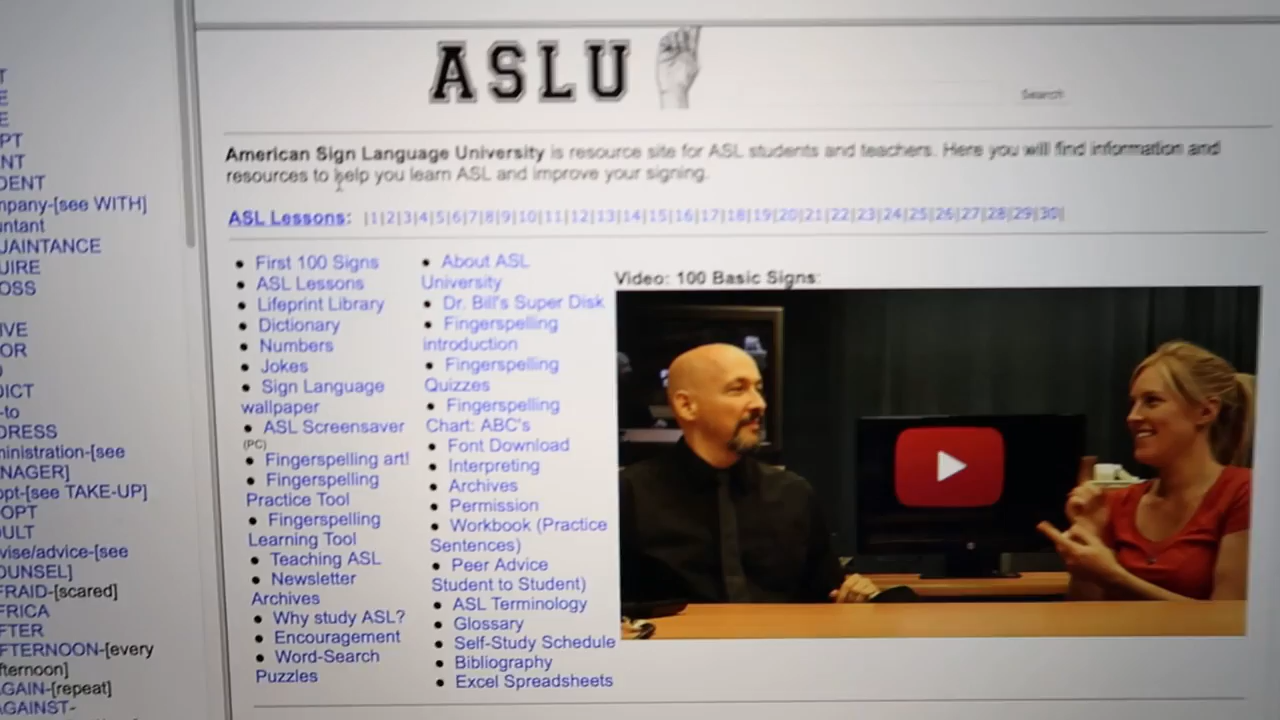 ASLU
Search
American Sign Language University is resource site for ASL students and teachers. Here you will find information and
resources to help you learn ASL and improve your signing.
ASL Lessons: |1|2|3|4|5|6|7|8|9|10|11|12|13|14|15|16|17|18|19|20|21|22|23|24|25|26|27|28|29|30|
• First 100 Signs
• ASL Lessons
• Lifeprint Library
• Dictionary
• Numbers
• Jokes
• Sign Language
wallpaper
• ASL Screensaver
(PC)
• Fingerspelling art!
• Fingerspelling
Practice Tool
• Fingerspelling
Learning Tool
• Teaching ASL
• Newsletter
Archives
• Why study ASL?
• Encouragement
• Word-Search
Puzzles
• About ASL
University
• Dr. Bill's Super Disk
• Fingerspelling
introduction
• Fingerspelling
Quizzes
• Fingerspelling
Chart: ABC's
• Font Download
• Interpreting
• Archives
• Permission
• Workbook (Practice
Sentences)
• Peer Advice
Student to Student)
• ASL Terminology
• Glossary
• Self-Study Schedule
• Bibliography
• Excel Spreadsheets
Video: 100 Basic Signs:
T
E
E
PT
NT
DENT
mpany-[see WITH]
untant
UAINTANCE
UIRE
OSS
IVE
OR
DICT
-to
DRESS
ministration-[see
NAGER]
opt-[see TAKE-UP]
OPT
ULT
vise/advice-[see
OUNSEL]
FRAID-[scared]
FRICA
FTER
FTERNOON-[every
fternoon]
GAIN-[repeat]
AGAINST-